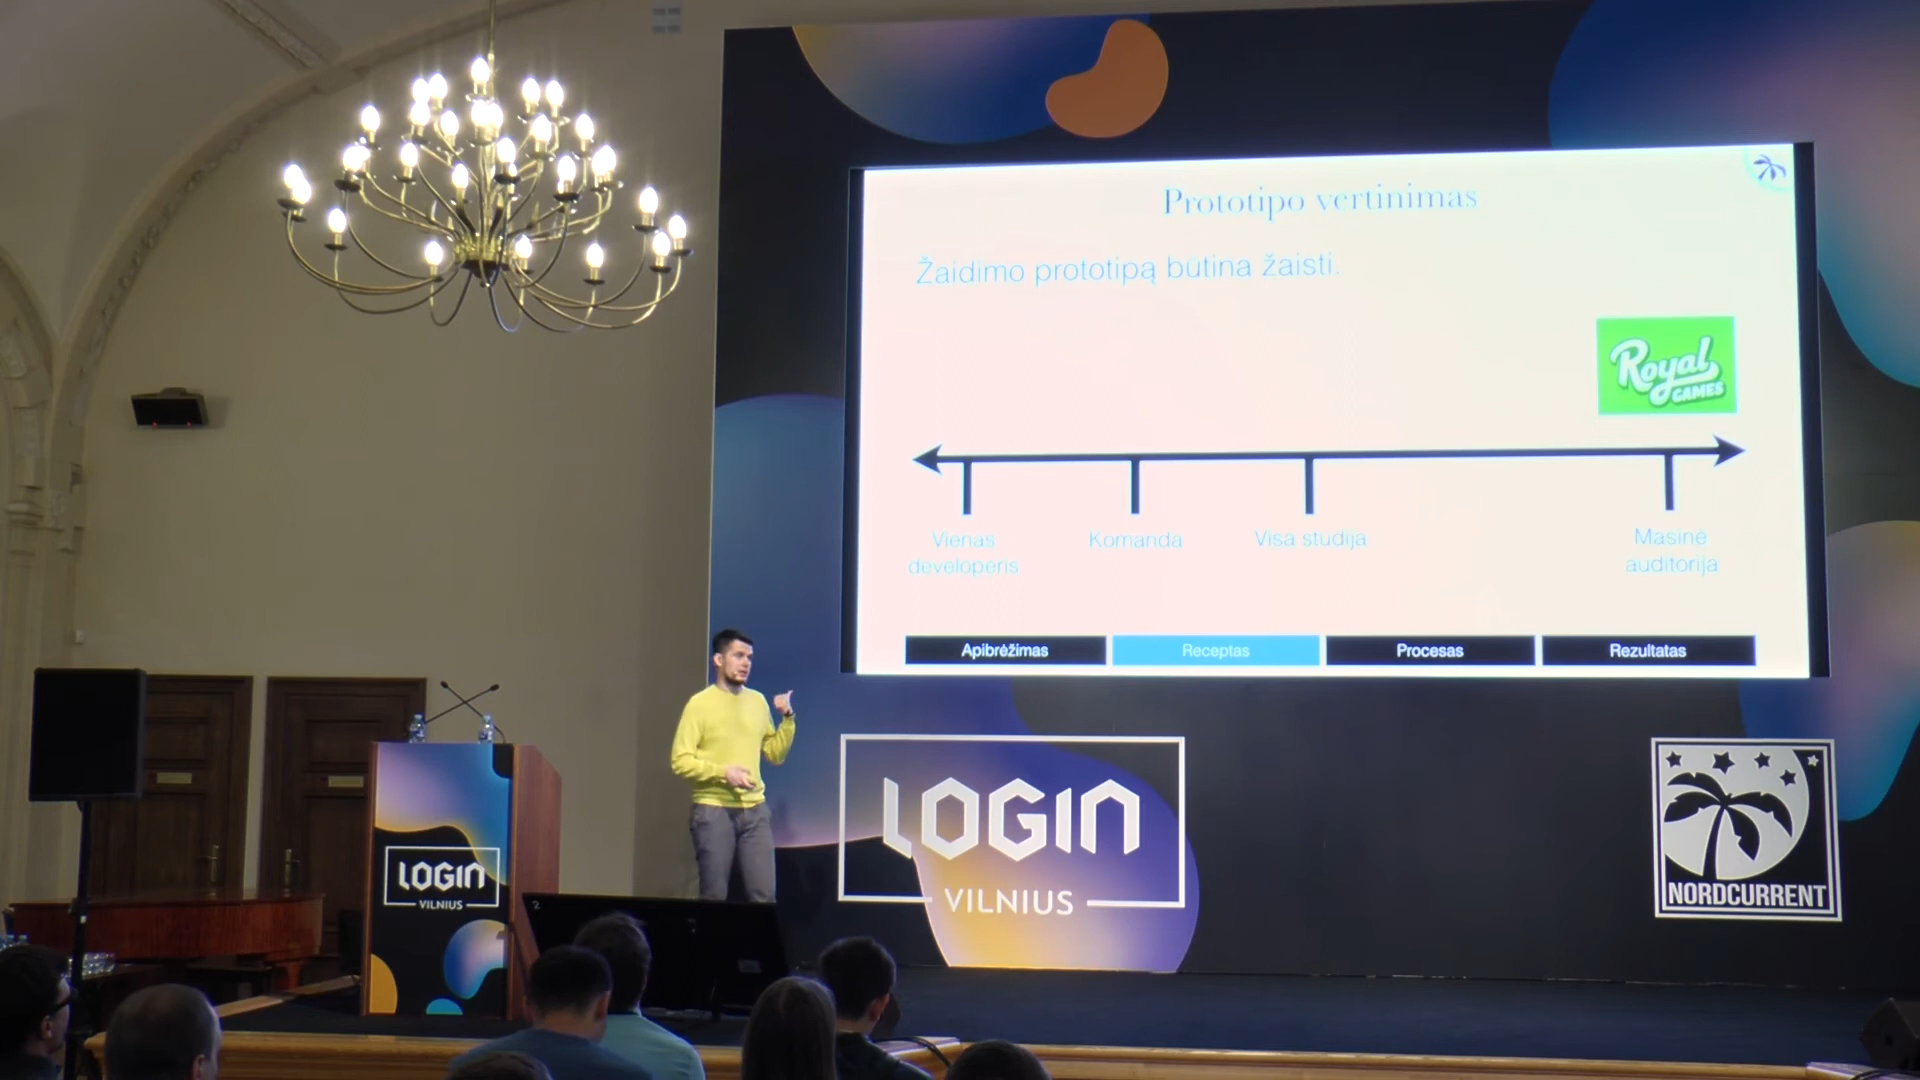 Prototipo vertinimas
Žaidimo prototipą būtina žaisti.
Royal
GAMES
Vienas
developeris
Komanda
Visa studija
Masinė
auditorija
Apibrėžimas
Receptas
Procesas
Rezultatas
LOGIN
VILNIUS
NORDCURRENT
LOGIN
VILNIUS
2